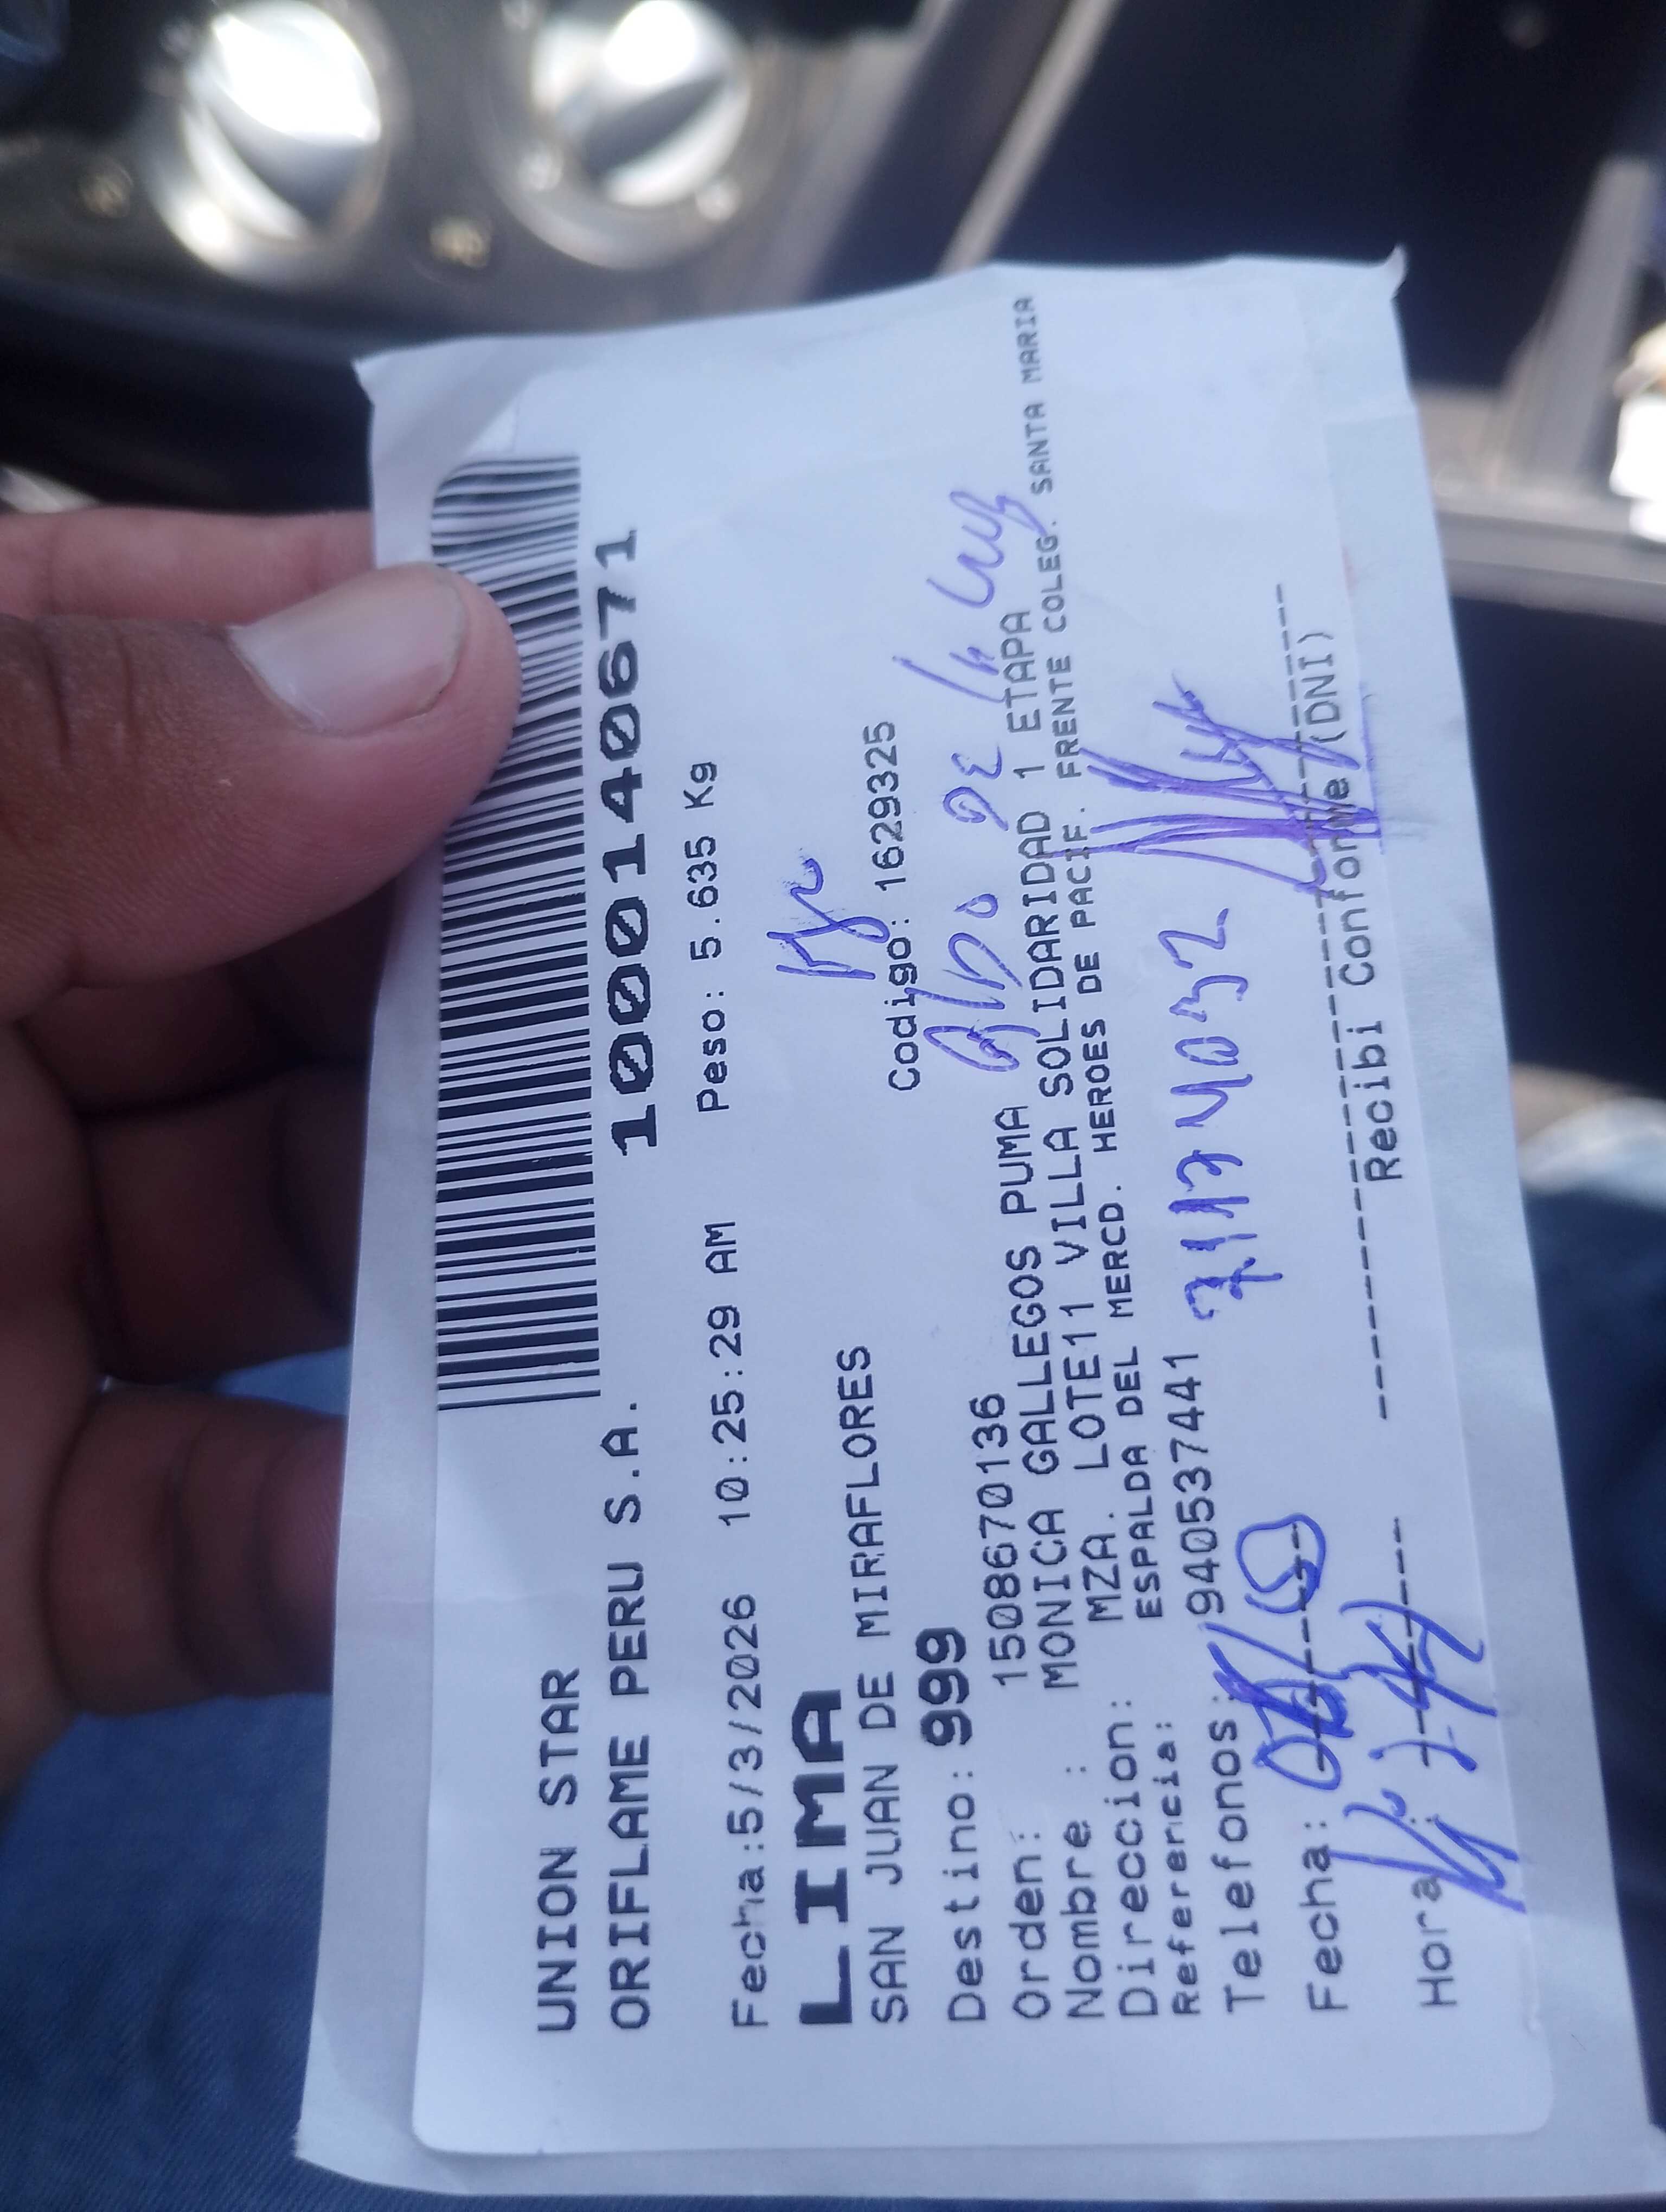 UNION STAR
ORIFLAME PERU S.A.
10001140671
Fecha:5/3/2026 10:25:29 AM Peso: 5.635 Kg
LIMA
SAN JUAN DE MIRAFLORES
Destino: 999 Codigo: 1629325
Orden: 1508670136
Nombre : MONICA GALLEGOS PUMA
Direccion: MZA. LOTE11 VILLA SOLIDARIDAD 1 ETAPA
Referencia: ESPALDA DEL MERCD. HEROES DE PACIF. FRENTE COLEG. SANTA MARIA
Telefonos: 940537441
Fecha:
Hora:
Recibi Conforme (DNI)